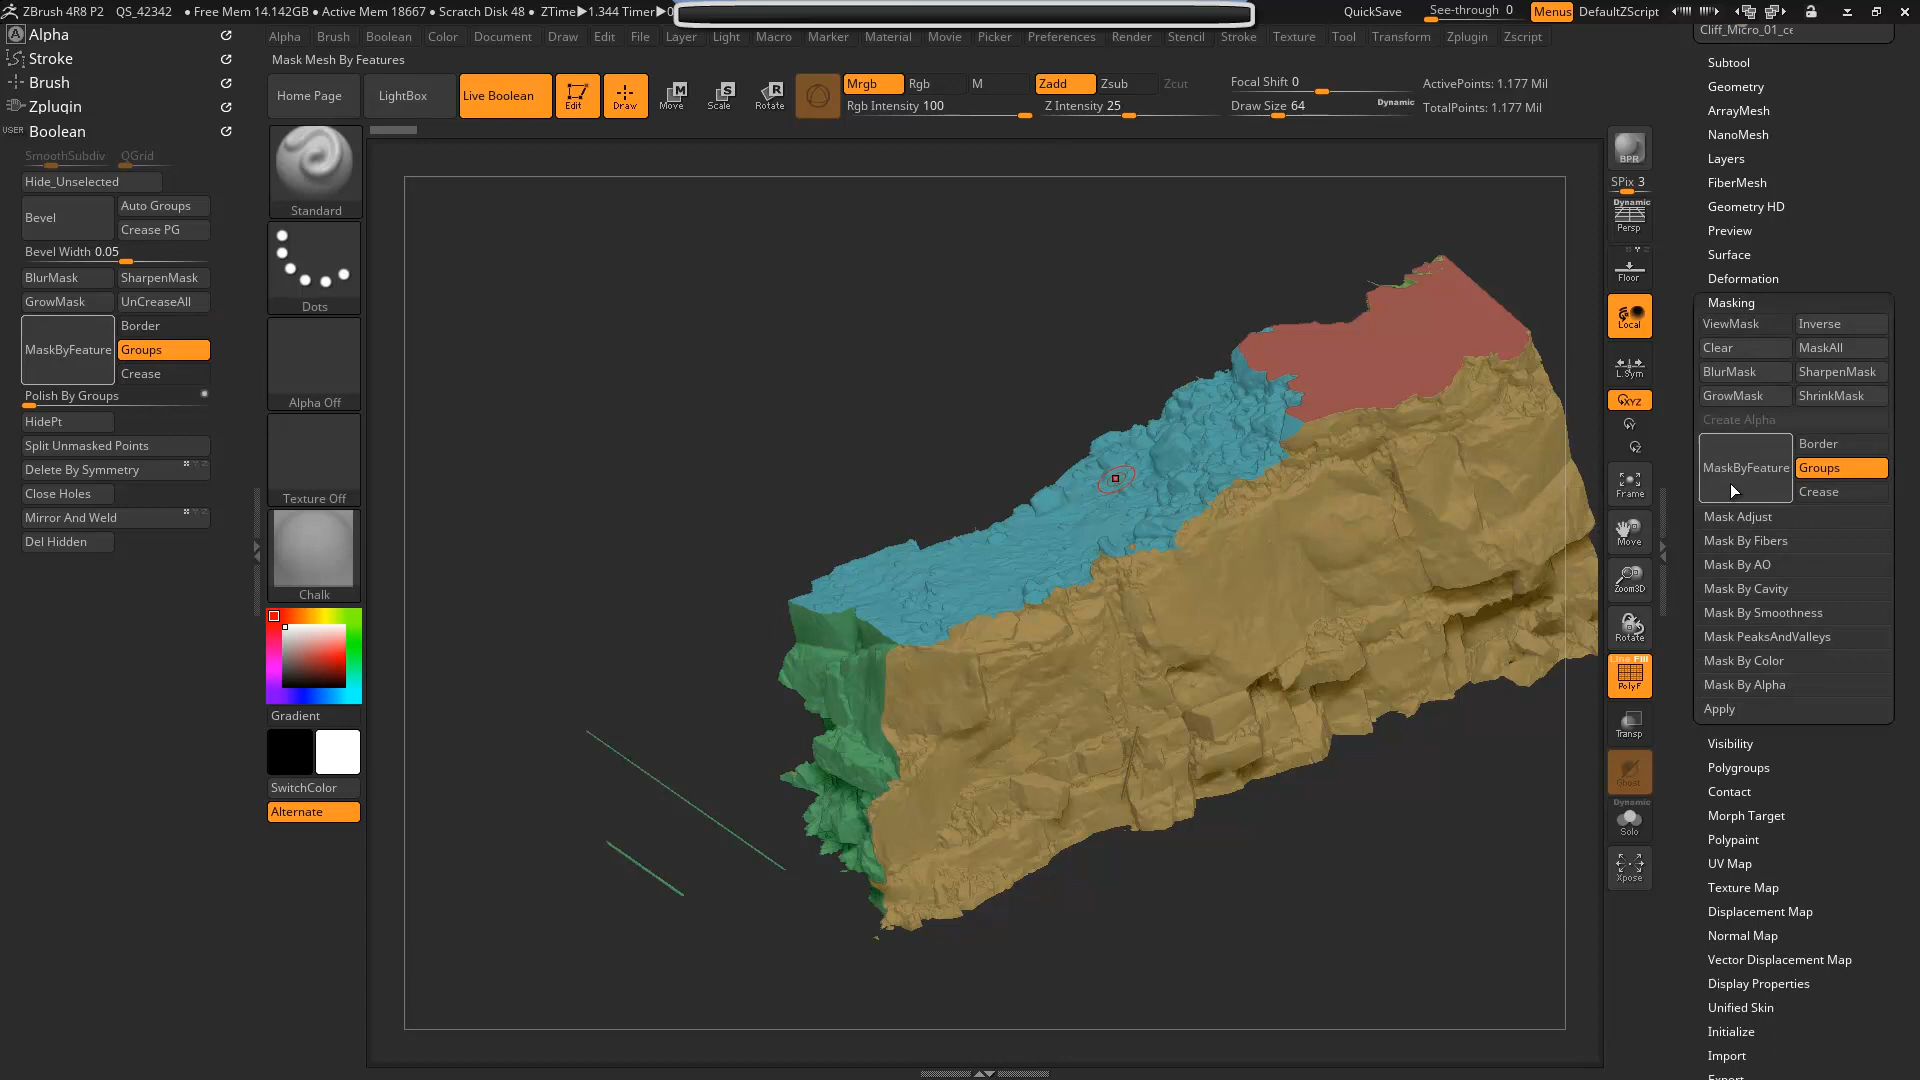 ZBrush 4R8 P2 QS_42342 ● Free Mem 14.142GB ● Active Mem 18667 ● Scratch Disk 48 ● ZTime▶1.344 Timer▶0
QuickSave See-through 0 Menus DefaultZScript
Alpha
Stroke
Brush
Zplugin
USER Boolean
SmoothSubdiv QGrid
Hide_Unselected
Bevel
Auto Groups
Crease PG
Bevel Width 0.05
BlurMask SharpenMask
GrowMask UnCreaseAll
MaskByFeature
Border
Groups
Crease
Polish By Groups
HidePt
Split Unmasked Points
Delete By Symmetry
Close Holes
Mirror And Weld
Del Hidden
Alpha Brush Boolean Color Document Draw Edit File Layer Light Macro Marker Material Movie Picker Preferences Render Stencil Stroke Texture Tool Transform Zplugin Zscript
Mask Mesh By Features
Home Page LightBox Live Boolean Edit Draw Move Scale Rotate
M S R
Mrgb Rgb M Zadd Zsub Zcut
Rgb Intensity 100 Z Intensity 25
Focal Shift 0
Draw Size 64 Dynamic
ActivePoints: 1.177 Mil
TotalPoints: 1.177 Mil
Standard
Dots
Alpha Off
Texture Off
Chalk
Gradient
SwitchColor
Alternate
BPR
SPix 3
Dynamic
Persp
Floor
Local
L.Sym
XYZ
Frame
Move
Zoom3D
Rotate
Line Fill
PolyF
Transp
Ghost
Dynamic
Solo
Xpose
Subtool
Geometry
ArrayMesh
NanoMesh
Layers
FiberMesh
Geometry HD
Preview
Surface
Deformation
Masking
ViewMask Inverse
Clear MaskAll
BlurMask SharpenMask
GrowMask ShrinkMask
Create Alpha
MaskByFeature
Border
Groups
Crease
Mask Adjust
Mask By Fibers
Mask By AO
Mask By Cavity
Mask By Smoothness
Mask PeaksAndValleys
Mask By Color
Mask By Alpha
Apply
Visibility
Polygroups
Contact
Morph Target
Polypaint
UV Map
Texture Map
Displacement Map
Normal Map
Vector Displacement Map
Display Properties
Unified Skin
Initialize
Import